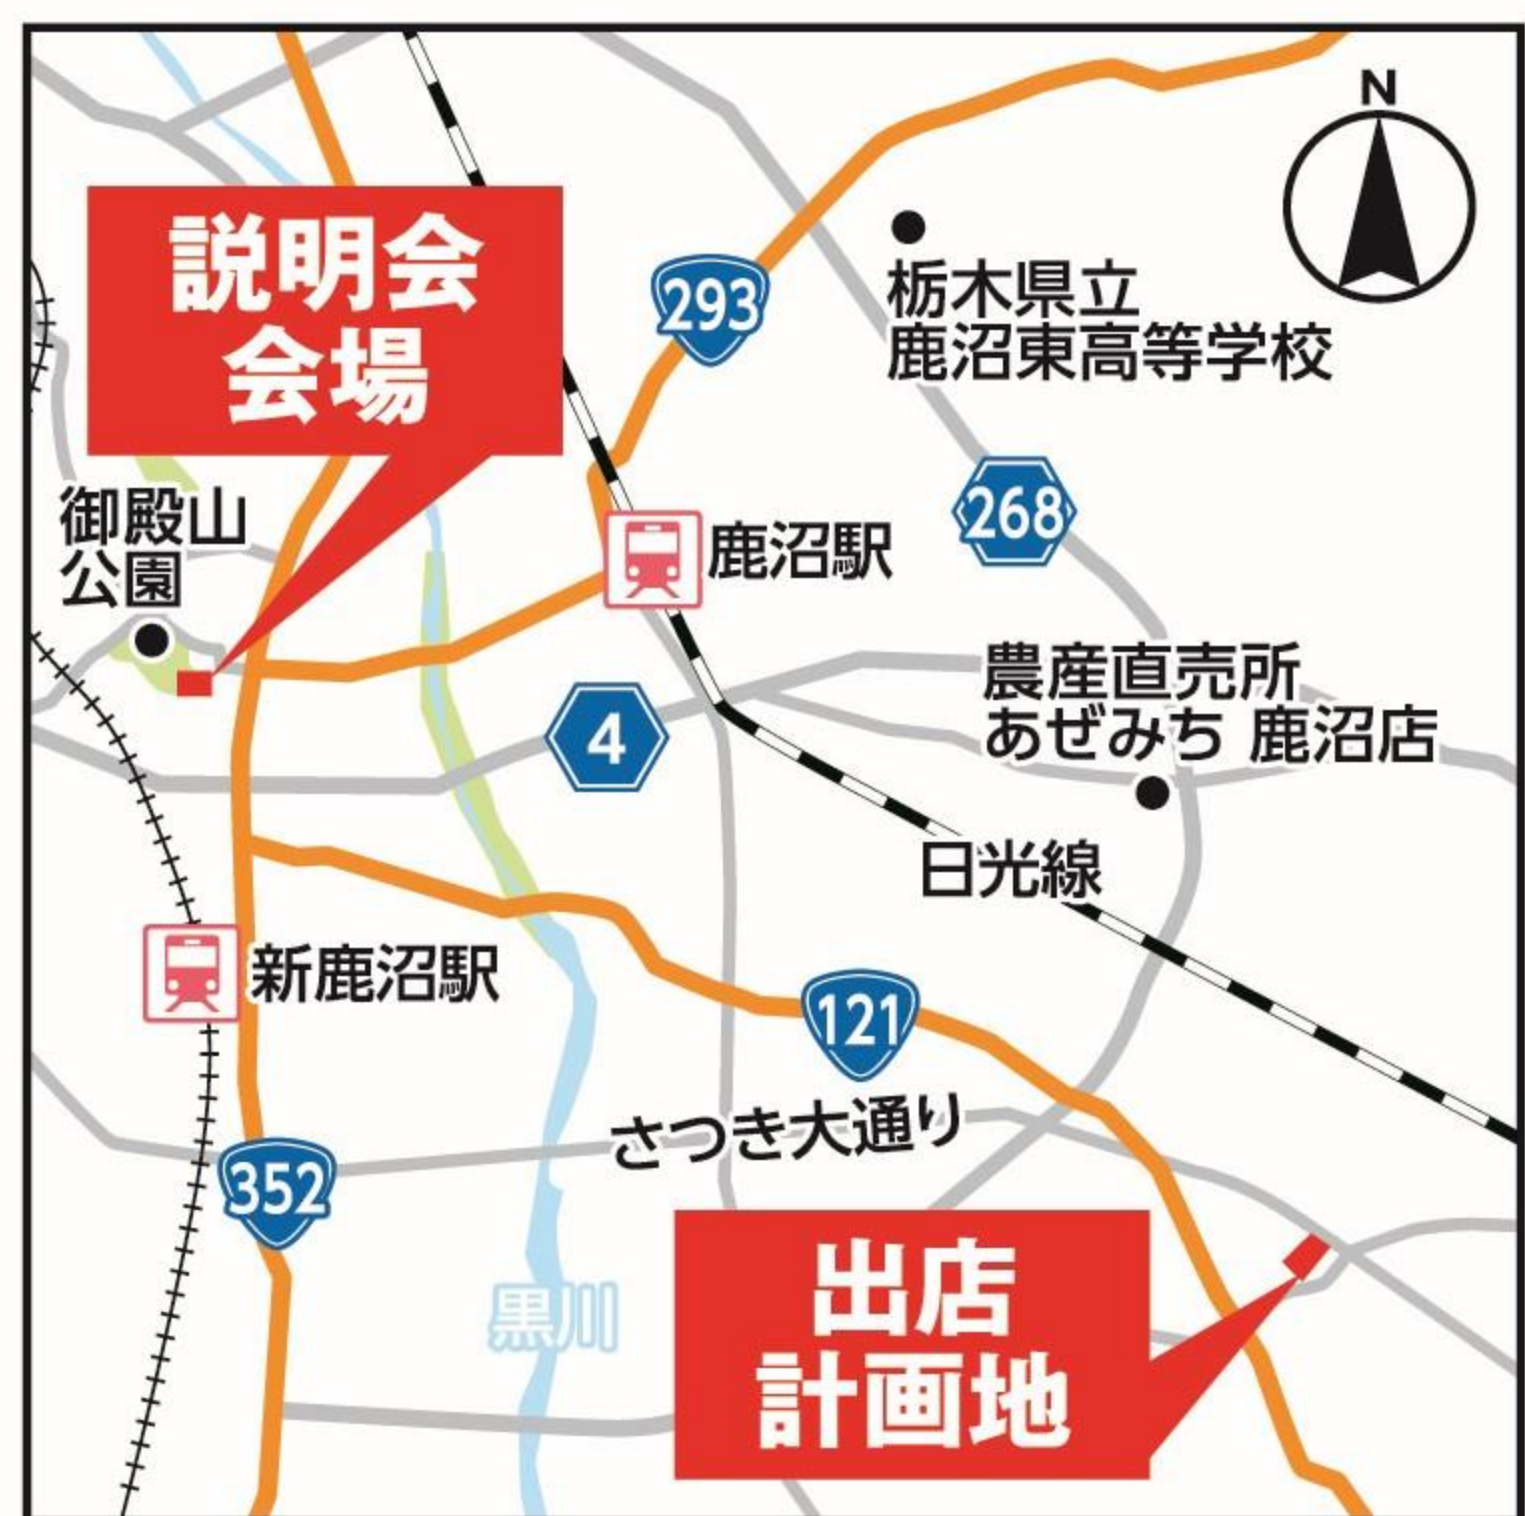 N
説明会
会場
293
栃木県立
鹿沼東高等学校
御殿山
公園
鹿沼駅
268
農産直売所
あぜみち 鹿沼店
4
日光線
新鹿沼駅
121
さつき大通り
352
出店
計画地
黒川